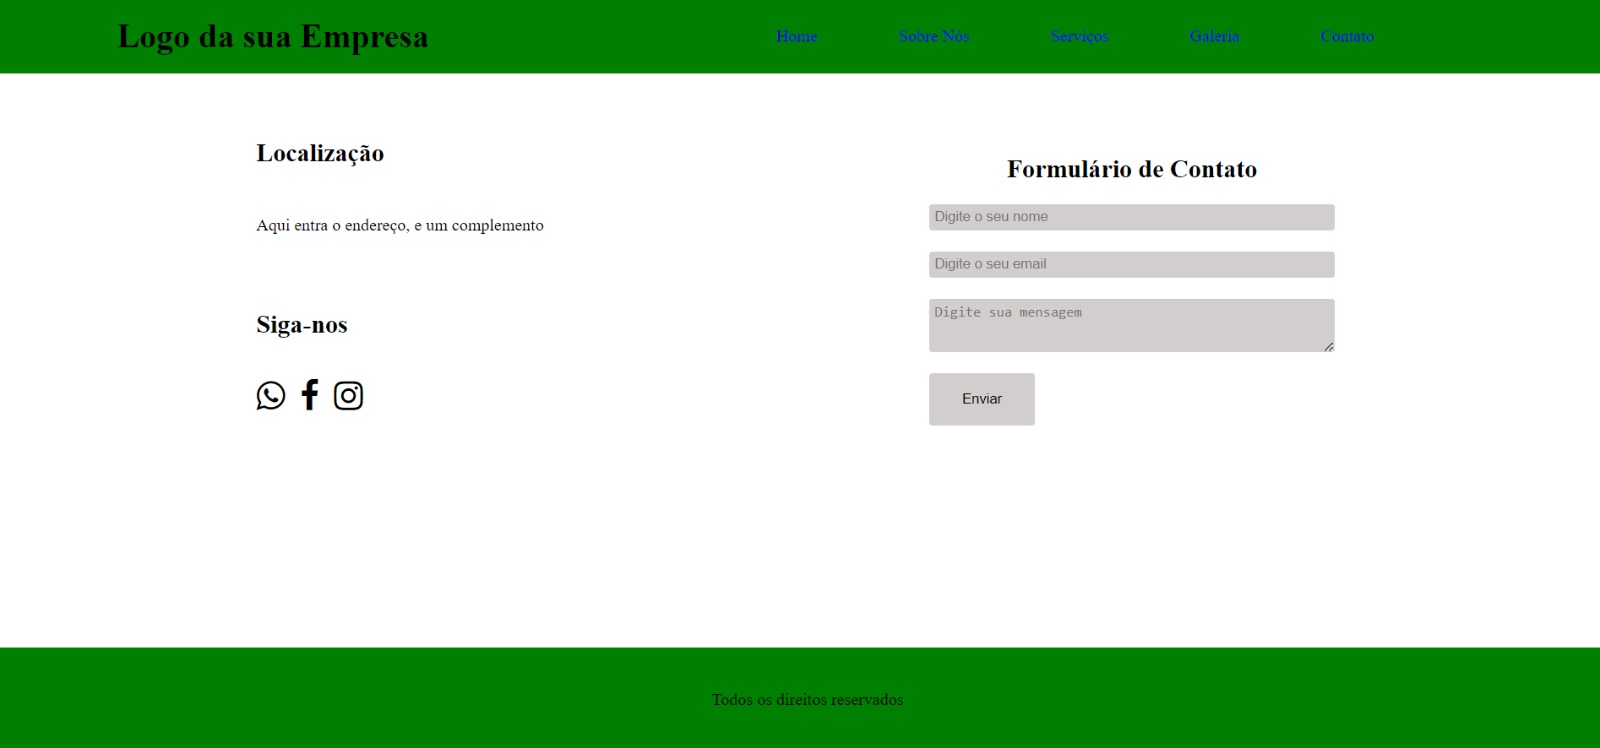 Logo da sua Empresa
Home Sobre Nós Serviços Galeria Contato
Localização
Aqui entra o endereço, e um complemento
Siga-nos
Formulário de Contato
Digite o seu nome
Digite o seu email
Digite sua mensagem
Enviar
Todos os direitos reservados